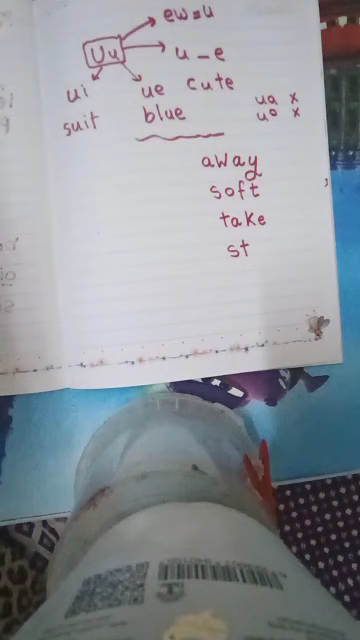 ew = u
Uu
u _ e
ui
ue
cute
suit
blue
ua x
uo x
away
soft
take
st